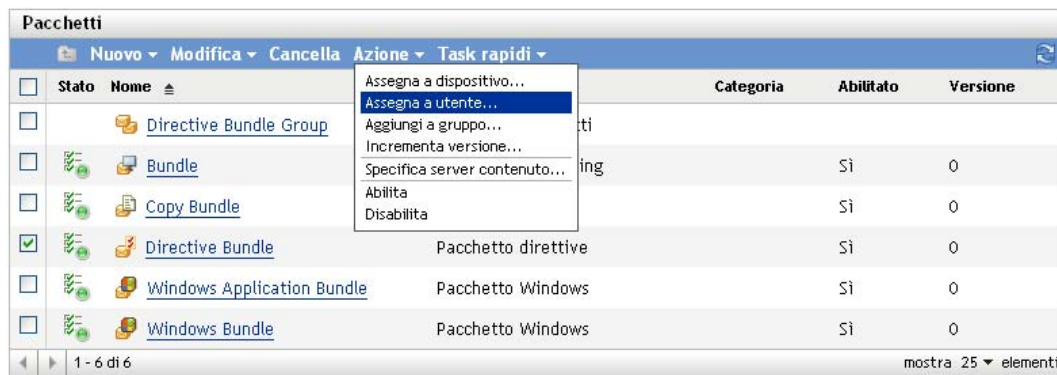 Pacchetti
Nuovo Modifica Cancella Azione Task rapidi
Stato Nome Categoria Abilitato Versione
Assegna a dispositivo...
Assegna a utente...
Aggiungi a gruppo...
Incrementa versione...
Specifica server contenuto...
Abilita
Disabilita
Directive Bundle Group tti
Bundle ing Sì 0
Copy Bundle Sì 0
Directive Bundle Pacchetto direttive Sì 0
Windows Application Bundle Pacchetto Windows Sì 0
Windows Bundle Pacchetto Windows Sì 0
1 - 6 di 6 mostra 25 elementi